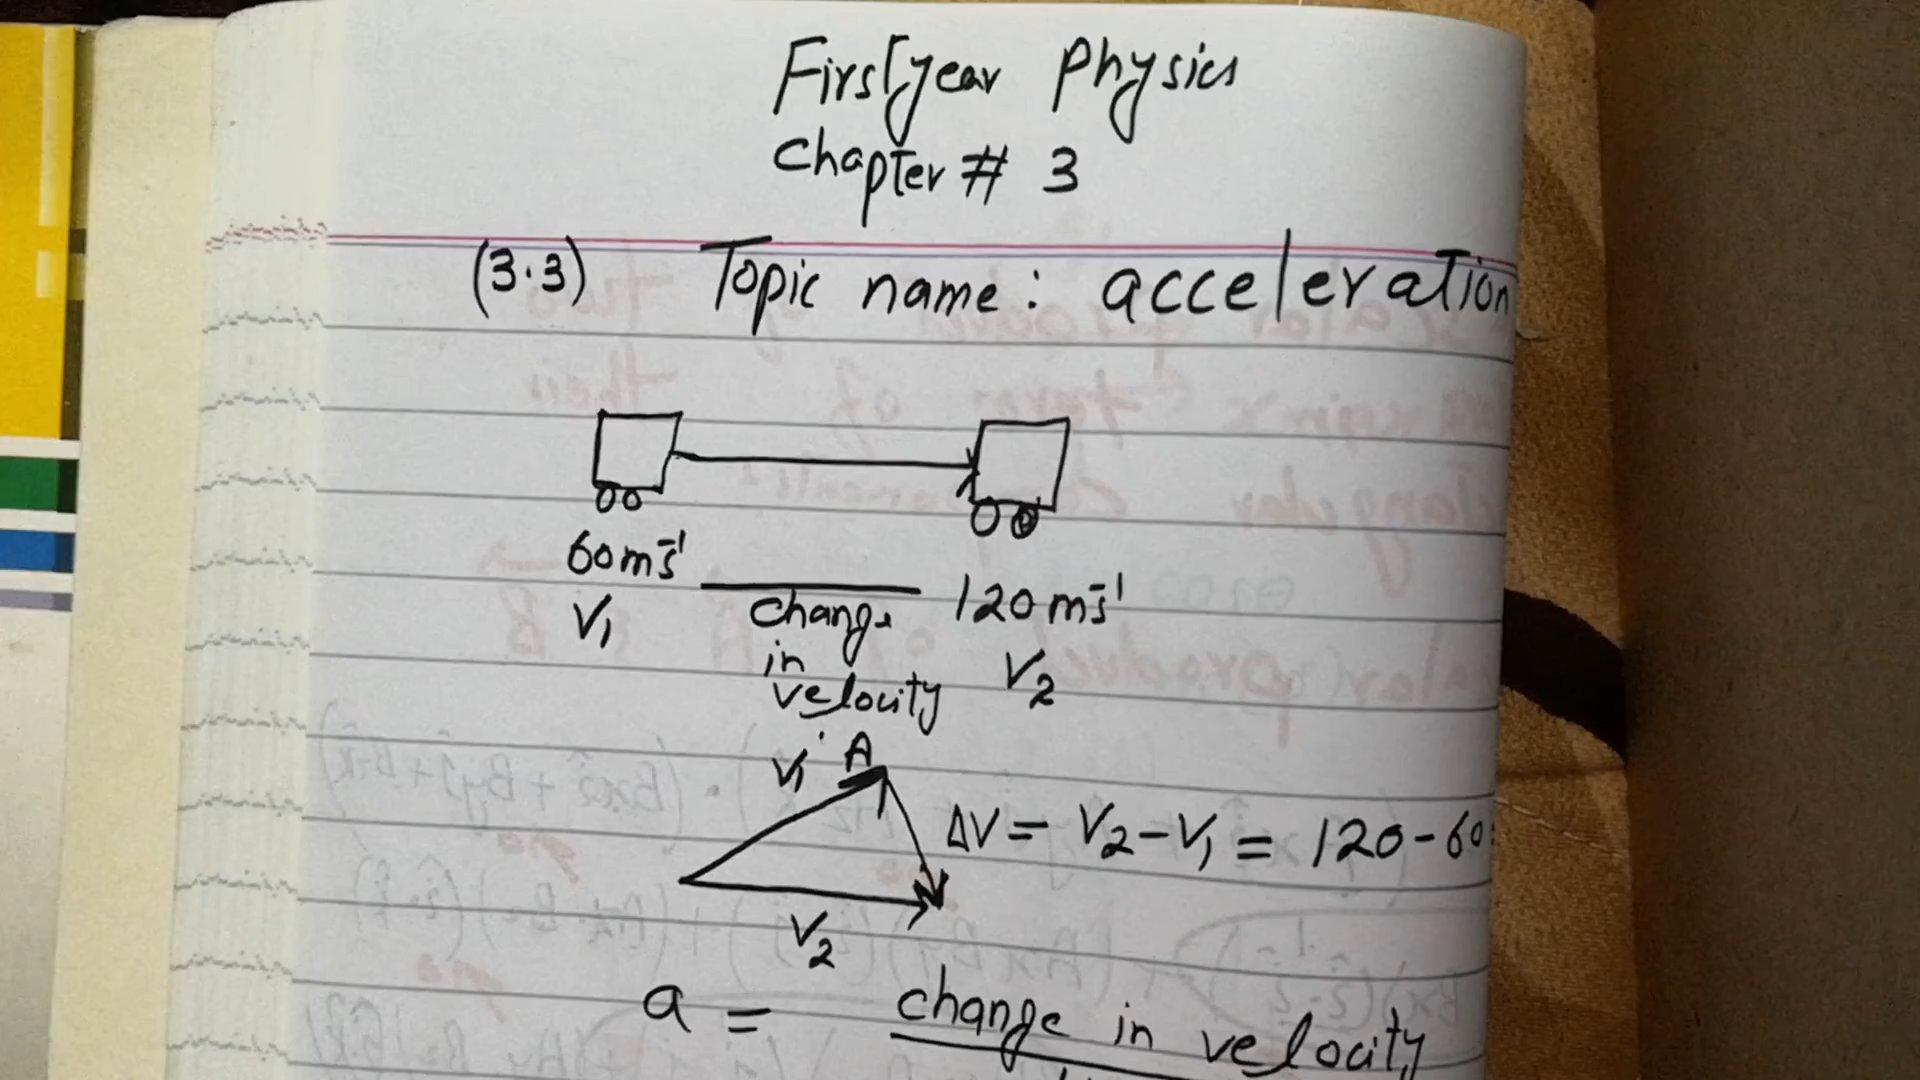 First year Physics
Chapter # 3
(3.3) Topic name: acceleration
60 ms⁻¹ 120 ms⁻¹
V₁ Change in velocity V₂
V₁ A
ΔV = V₂ - V₁ = 120 - 60
V₂
a = change in velocity